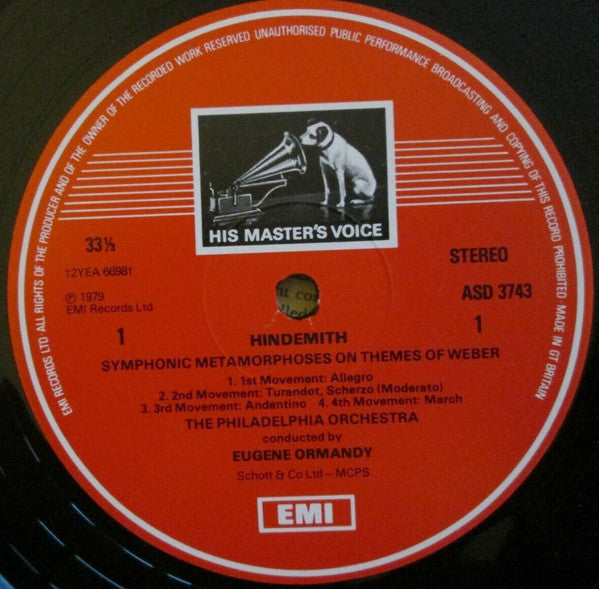 EMI RECORDS LTD ALL RIGHTS OF THE PRODUCER AND OF THE OWNER OF THE RECORDED WORK RESERVED UNAUTHORISED PUBLIC PERFORMANCE BROADCASTING AND COPYING OF THIS RECORD PROHIBITED MADE IN GT BRITAIN
HIS MASTER'S VOICE
33⅓
STEREO
12YEA 66981
ASD 3743
Ⓟ 1979
EMI Records Ltd
1
1
HINDEMITH
SYMPHONIC METAMORPHOSES ON THEMES OF WEBER
1. 1st Movement: Allegro
2. 2nd Movement: Turandot, Scherzo (Moderato)
3. 3rd Movement: Andantino 4. 4th Movement: March
THE PHILADELPHIA ORCHESTRA
conducted by
EUGENE ORMANDY
Schott & Co Ltd – MCPS
EMI